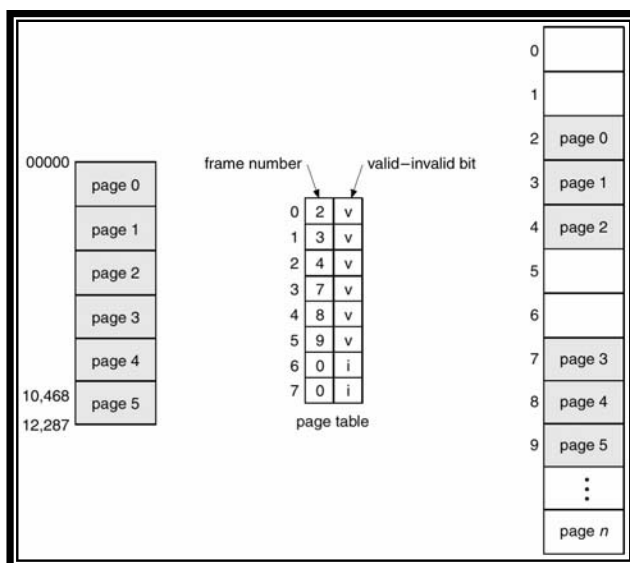 00000
page 0
page 1
page 2
page 3
page 4
10,468
page 5
12,287
frame number
valid–invalid bit
0 2 v
1 3 v
2 4 v
3 7 v
4 8 v
5 9 v
6 0 i
7 0 i
page table
0
1
2 page 0
3 page 1
4 page 2
5
6
7 page 3
8 page 4
9 page 5
⋮
page n